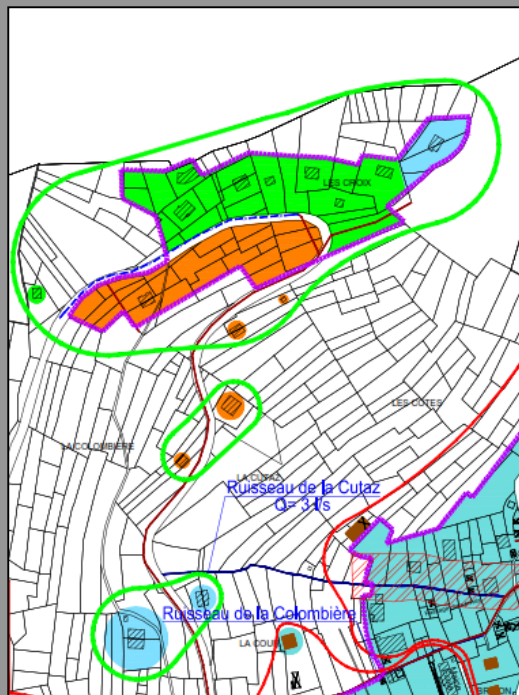 LES CROIX
LES COTES
LA COLOMBIERE
LA CUTAZ
Ruisseau de la Cutaz
Q= 3 l/s
Ruisseau de la Colombière
LA COUR